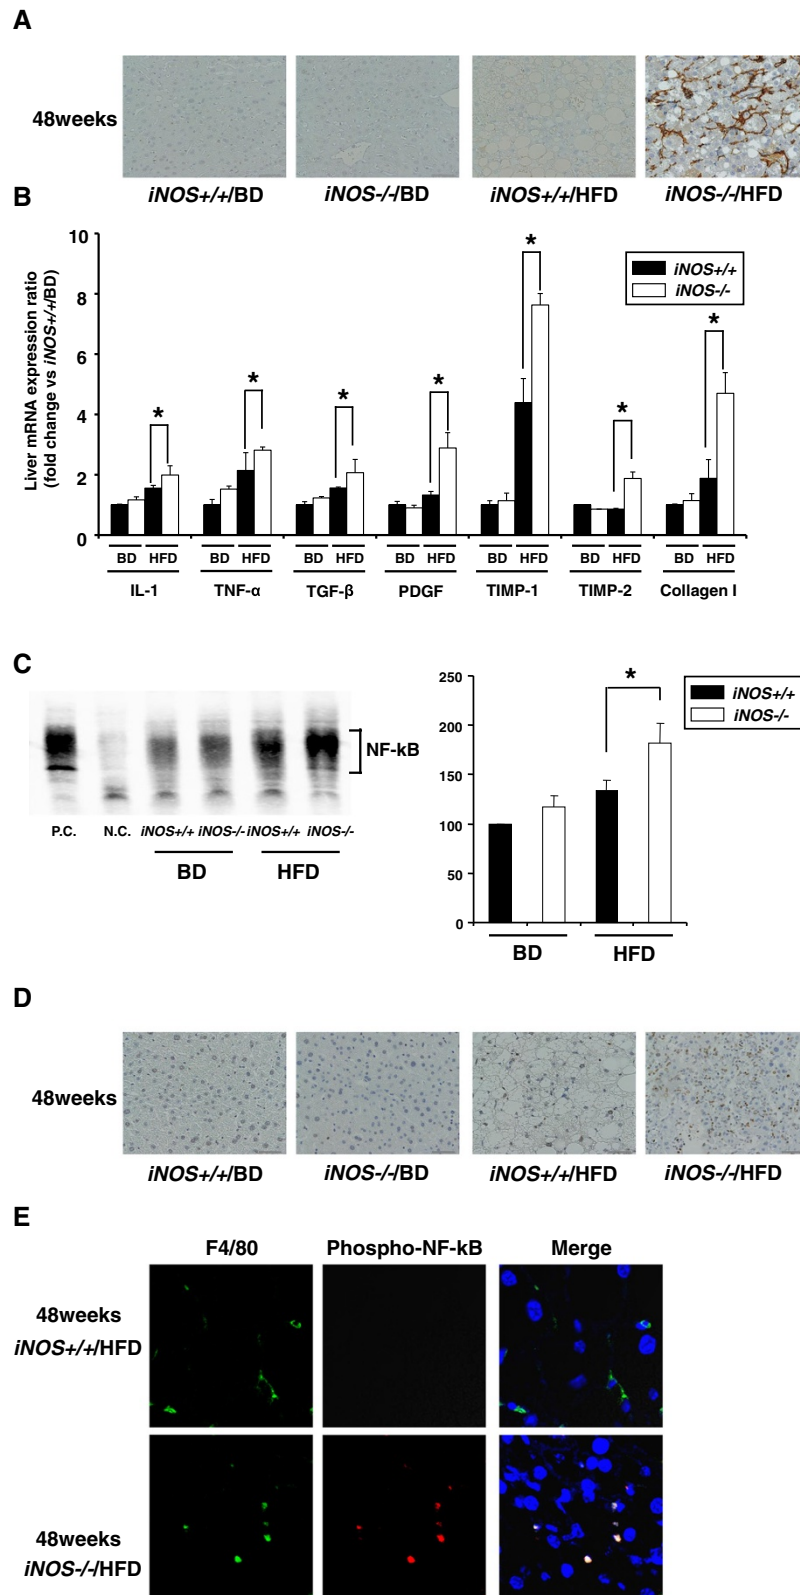 A
48weeks
iNOS+/+/BD iNOS-/-/BD iNOS+/+/HFD iNOS-/-/HFD
B
Liver mRNA expression ratio
(fold change vs iNOS+/+/BD)
10
8
6
4
2
0
* * * * * * *
iNOS+/+
iNOS-/-
BD HFD BD HFD BD HFD BD HFD BD HFD BD HFD BD HFD
IL-1 TNF-α TGF-β PDGF TIMP-1 TIMP-2 Collagen I
C
NF-kB
P.C. N.C. iNOS+/+ iNOS-/- iNOS+/+ iNOS-/-
BD HFD
250
200
150
100
50
0
*
iNOS+/+
iNOS-/-
BD HFD
D
48weeks
iNOS+/+/BD iNOS-/-/BD iNOS+/+/HFD iNOS-/-/HFD
E
F4/80 Phospho-NF-kB Merge
48weeks
iNOS+/+/HFD
48weeks
iNOS-/-/HFD